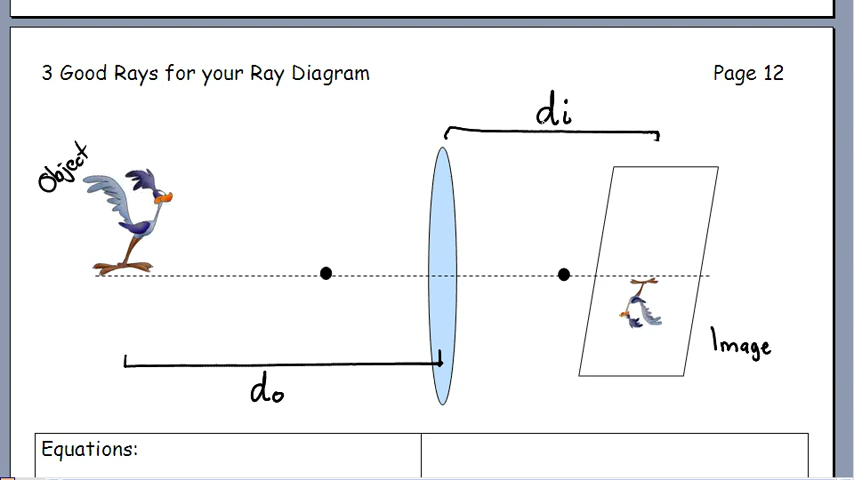 3 Good Rays for your Ray Diagram
Page 12
di
Object
Image
do
Equations: